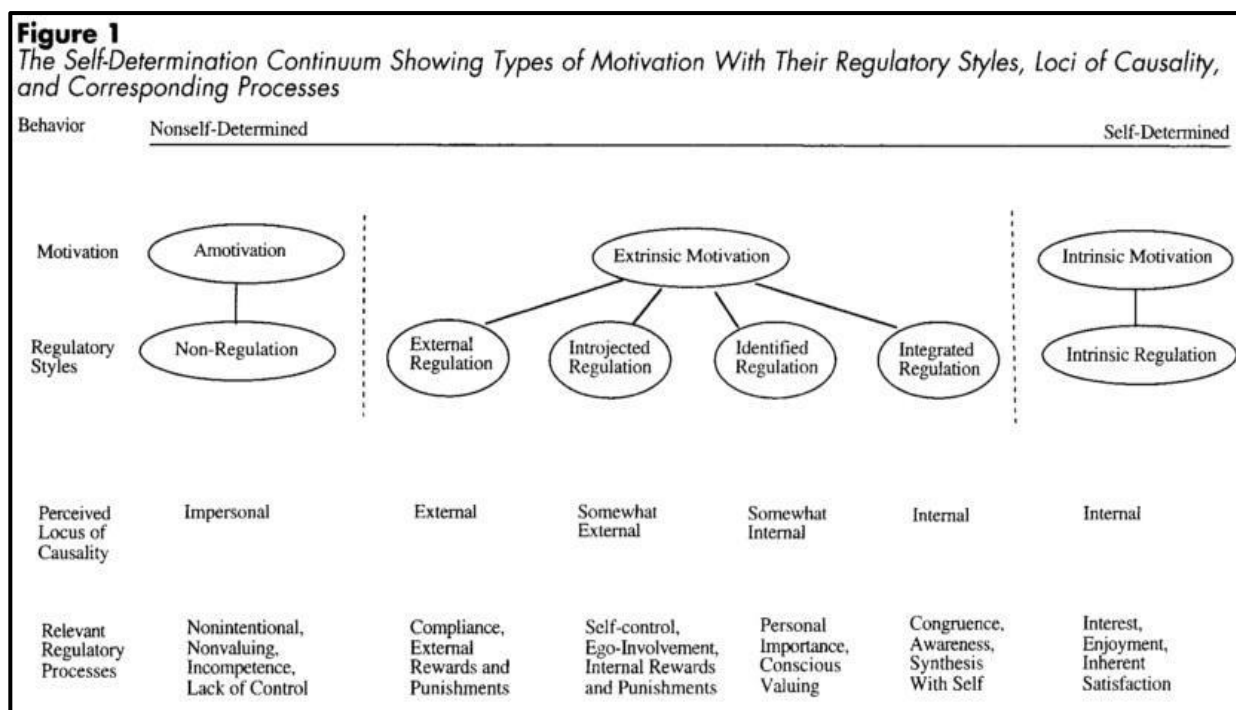 Figure 1
The Self-Determination Continuum Showing Types of Motivation With Their Regulatory Styles, Loci of Causality,
and Corresponding Processes
Behavior Nonself-Determined Self-Determined
Motivation Amotivation Extrinsic Motivation Intrinsic Motivation
Regulatory
Styles
Non-Regulation
External
Regulation
Introjected
Regulation
Identified
Regulation
Integrated
Regulation
Intrinsic Regulation
Perceived
Locus of
Causality
Impersonal
External
Somewhat
External
Somewhat
Internal
Internal
Internal
Relevant
Regulatory
Processes
Nonintentional,
Nonvaluing,
Incompetence,
Lack of Control
Compliance,
External
Rewards and
Punishments
Self-control,
Ego-Involvement,
Internal Rewards
and Punishments
Personal
Importance,
Conscious
Valuing
Congruence,
Awareness,
Synthesis
With Self
Interest,
Enjoyment,
Inherent
Satisfaction